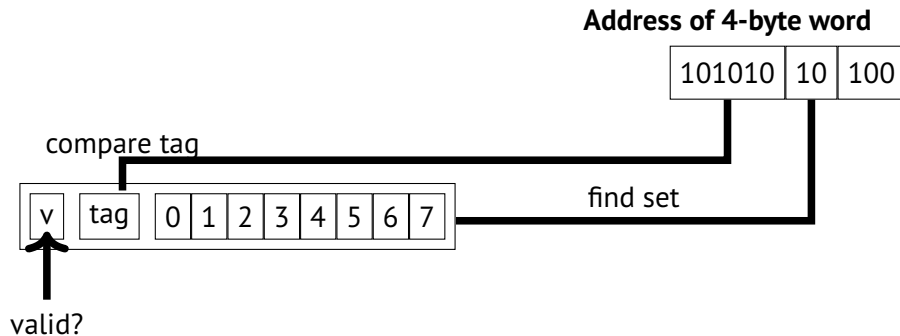 Address of 4-byte word
101010 10 100
compare tag
v tag 0 1 2 3 4 5 6 7
find set
valid?